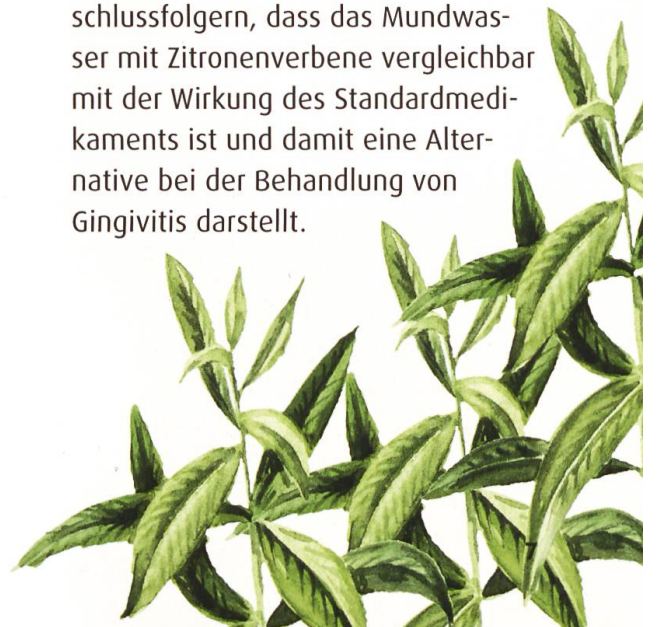 schlussfolgern, dass das Mundwas-
ser mit Zitronenverbene vergleichbar
mit der Wirkung des Standardmedi-
kaments ist und damit eine Alter-
native bei der Behandlung von
Gingivitis darstellt.